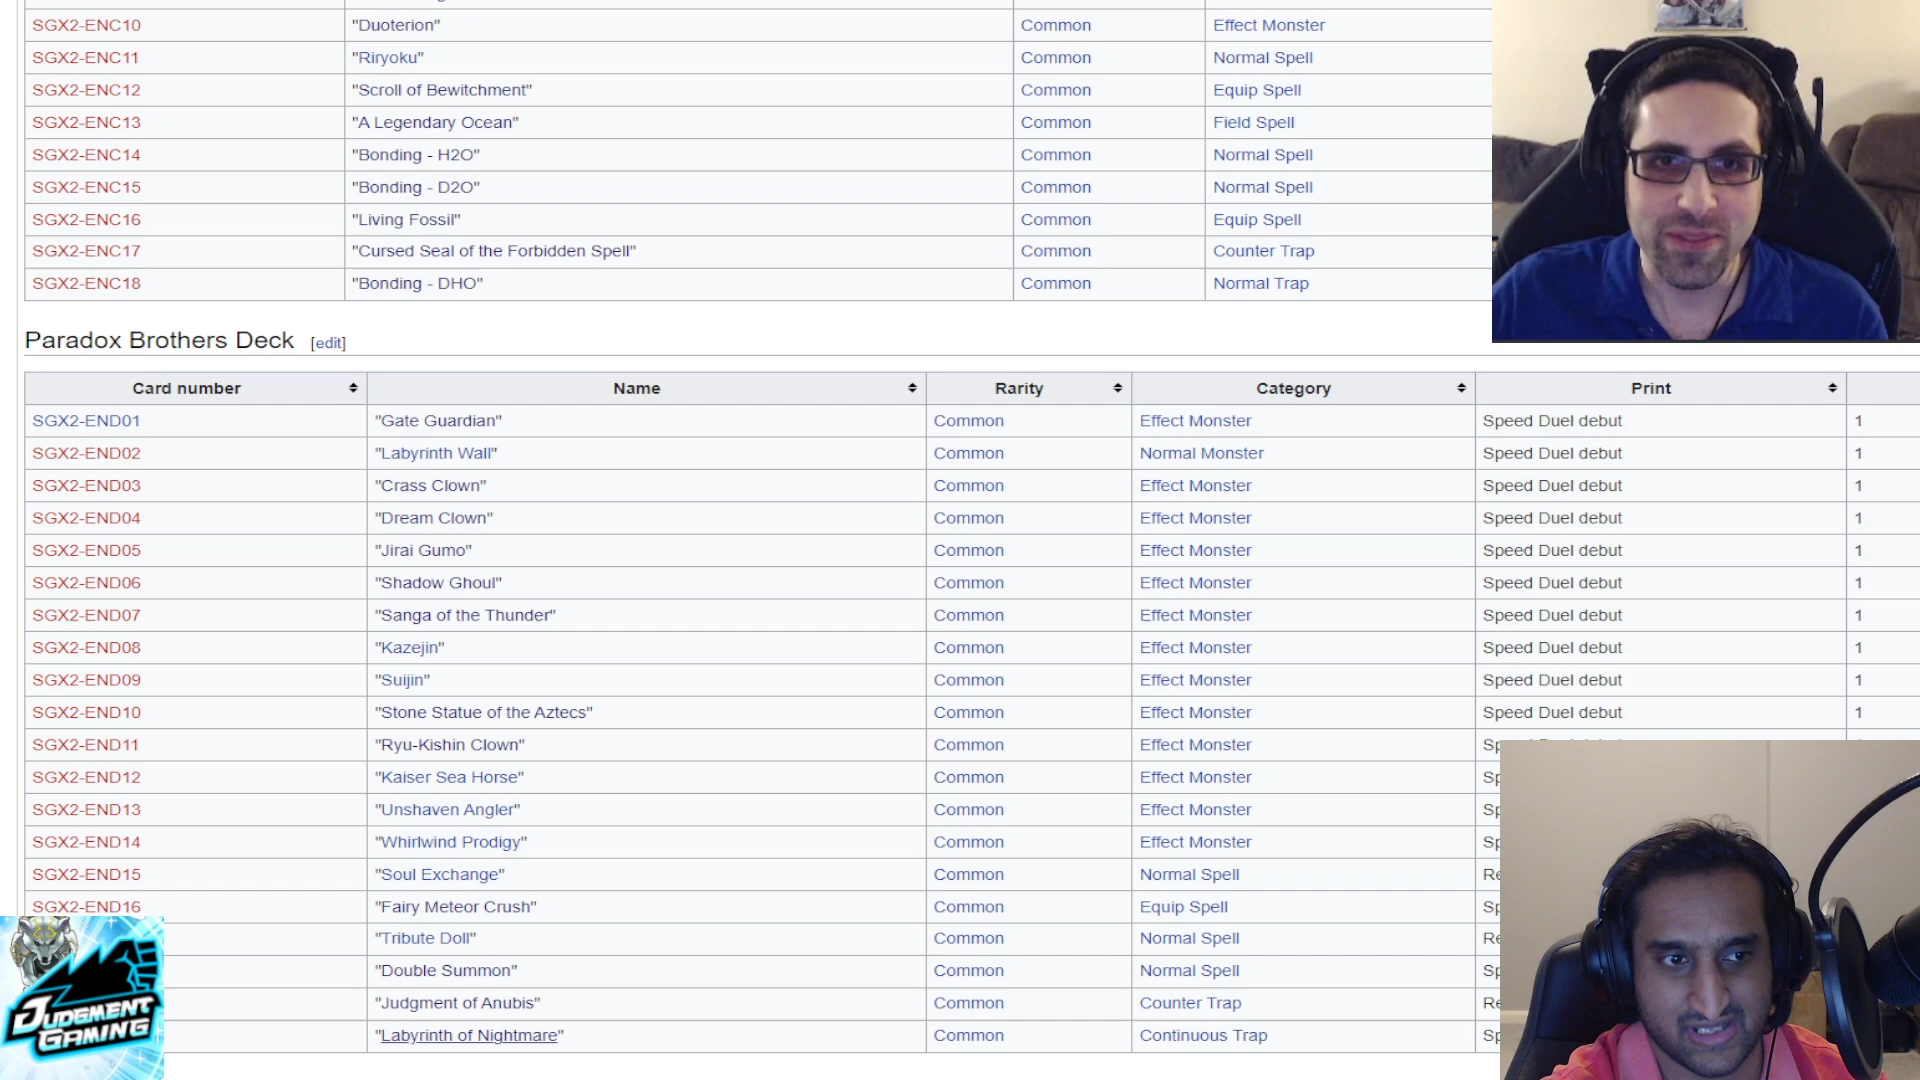 SGX2-ENC10 "Duoterion" Common Effect Monster
SGX2-ENC11 "Riryoku" Common Normal Spell
SGX2-ENC12 "Scroll of Bewitchment" Common Equip Spell
SGX2-ENC13 "A Legendary Ocean" Common Field Spell
SGX2-ENC14 "Bonding - H2O" Common Normal Spell
SGX2-ENC15 "Bonding - D2O" Common Normal Spell
SGX2-ENC16 "Living Fossil" Common Equip Spell
SGX2-ENC17 "Cursed Seal of the Forbidden Spell" Common Counter Trap
SGX2-ENC18 "Bonding - DHO" Common Normal Trap
Paradox Brothers Deck [edit]
Card number Name Rarity Category Print
SGX2-END01 "Gate Guardian" Common Effect Monster Speed Duel debut 1
SGX2-END02 "Labyrinth Wall" Common Normal Monster Speed Duel debut 1
SGX2-END03 "Crass Clown" Common Effect Monster Speed Duel debut 1
SGX2-END04 "Dream Clown" Common Effect Monster Speed Duel debut 1
SGX2-END05 "Jirai Gumo" Common Effect Monster Speed Duel debut 1
SGX2-END06 "Shadow Ghoul" Common Effect Monster Speed Duel debut 1
SGX2-END07 "Sanga of the Thunder" Common Effect Monster Speed Duel debut 1
SGX2-END08 "Kazejin" Common Effect Monster Speed Duel debut 1
SGX2-END09 "Suijin" Common Effect Monster Speed Duel debut 1
SGX2-END10 "Stone Statue of the Aztecs" Common Effect Monster Speed Duel debut 1
SGX2-END11 "Ryu-Kishin Clown" Common Effect Monster Sp
SGX2-END12 "Kaiser Sea Horse" Common Effect Monster Sp
SGX2-END13 "Unshaven Angler" Common Effect Monster Sp
SGX2-END14 "Whirlwind Prodigy" Common Effect Monster Sp
SGX2-END15 "Soul Exchange" Common Normal Spell Re
SGX2-END16 "Fairy Meteor Crush" Common Equip Spell Sp
"Tribute Doll" Common Normal Spell Re
"Double Summon" Common Normal Spell Sp
"Judgment of Anubis" Common Counter Trap Re
"Labyrinth of Nightmare" Common Continuous Trap Sp
JUDGMENT
GAMING